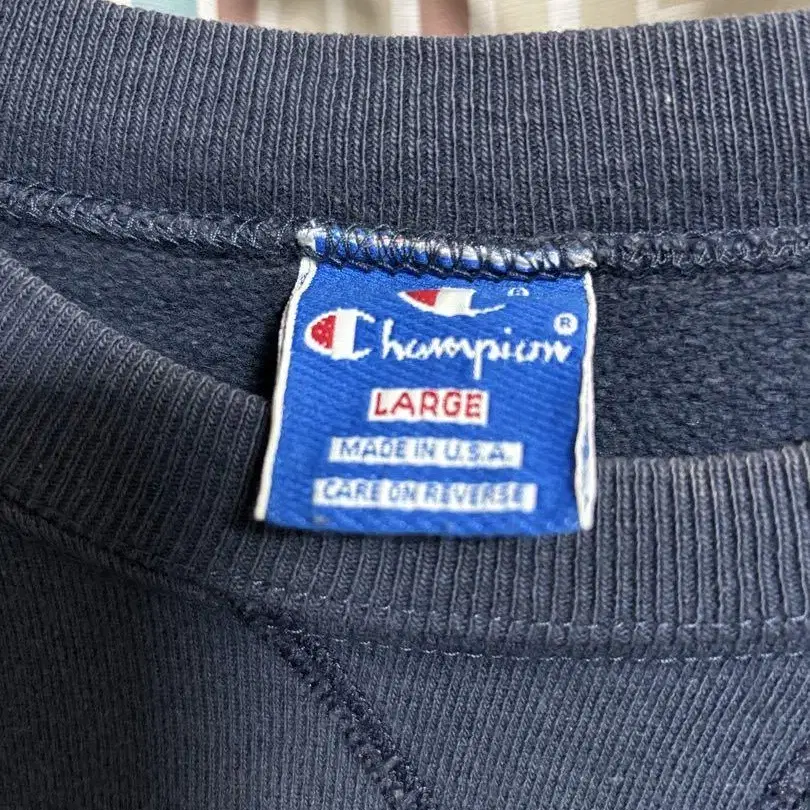 ®
Champion®
LARGE
MADE IN U.S.A.
CARE ON REVERSE